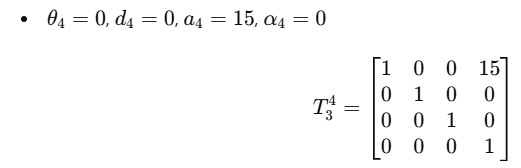 • θ₄ = 0, d₄ = 0, a₄ = 15, α₄ = 0
T₃⁴ = [1 0 0 15
0 1 0 0
0 0 1 0
0 0 0 1]